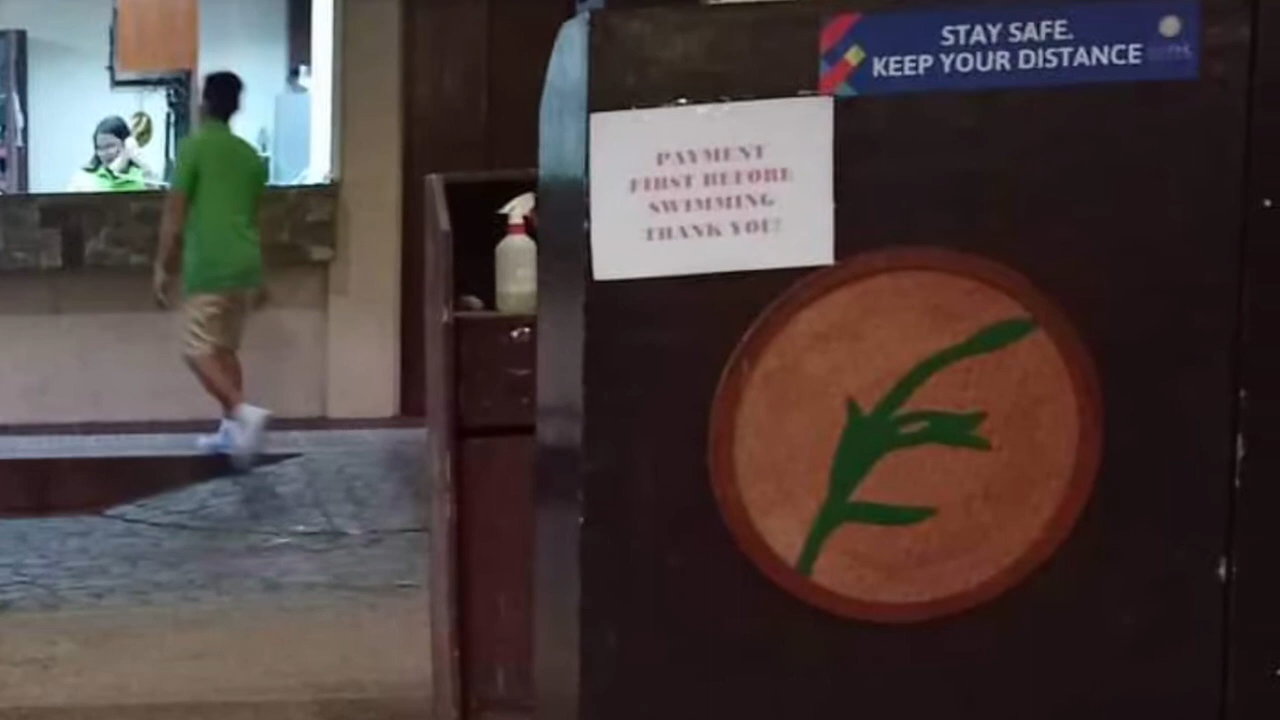 STAY SAFE.
KEEP YOUR DISTANCE
PAYMENT
FIRST BEFORE
SWIMMING
THANK YOU!